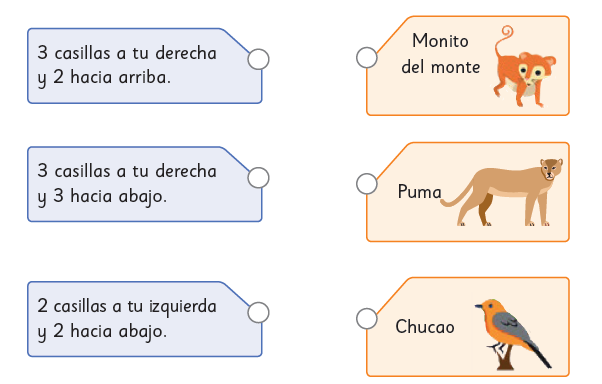 3 casillas a tu derecha
y 2 hacia arriba.
Monito
del monte
3 casillas a tu derecha
y 3 hacia abajo.
Puma
2 casillas a tu izquierda
y 2 hacia abajo.
Chucao